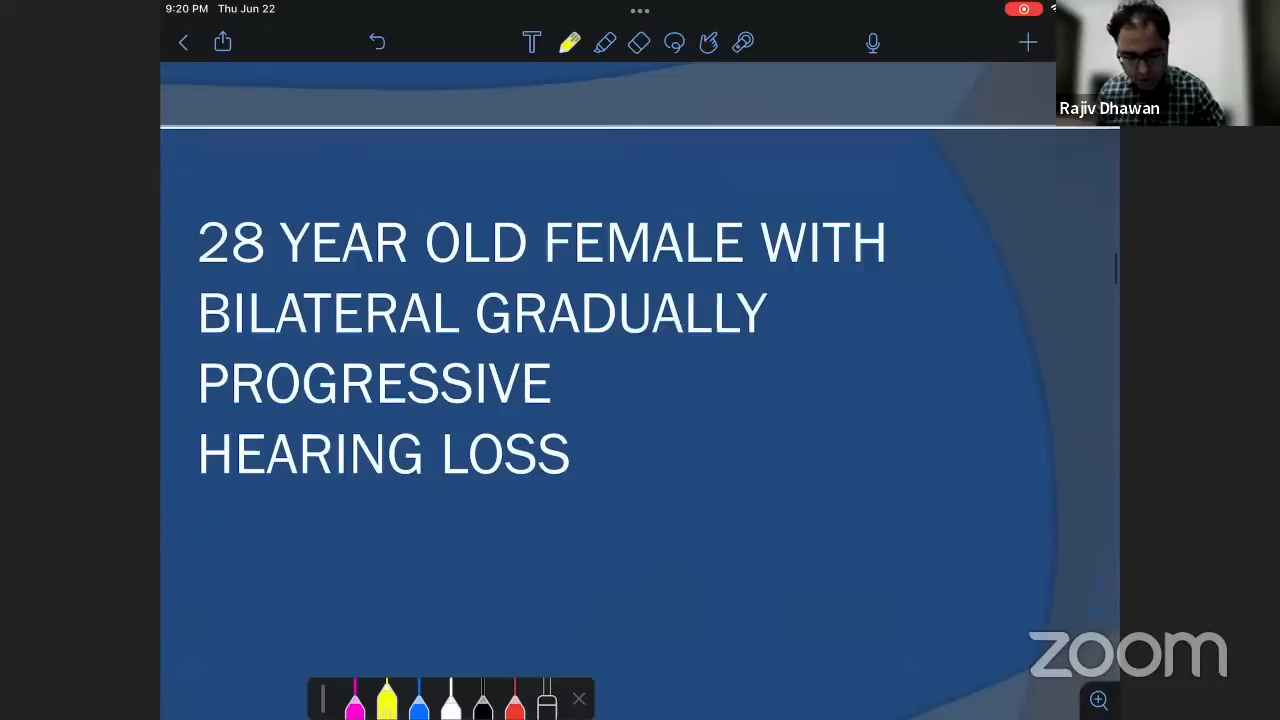 9:20 PM Thu Jun 22
T
Rajiv Dhawan
28 YEAR OLD FEMALE WITH
BILATERAL GRADUALLY
PROGRESSIVE
HEARING LOSS
zoom